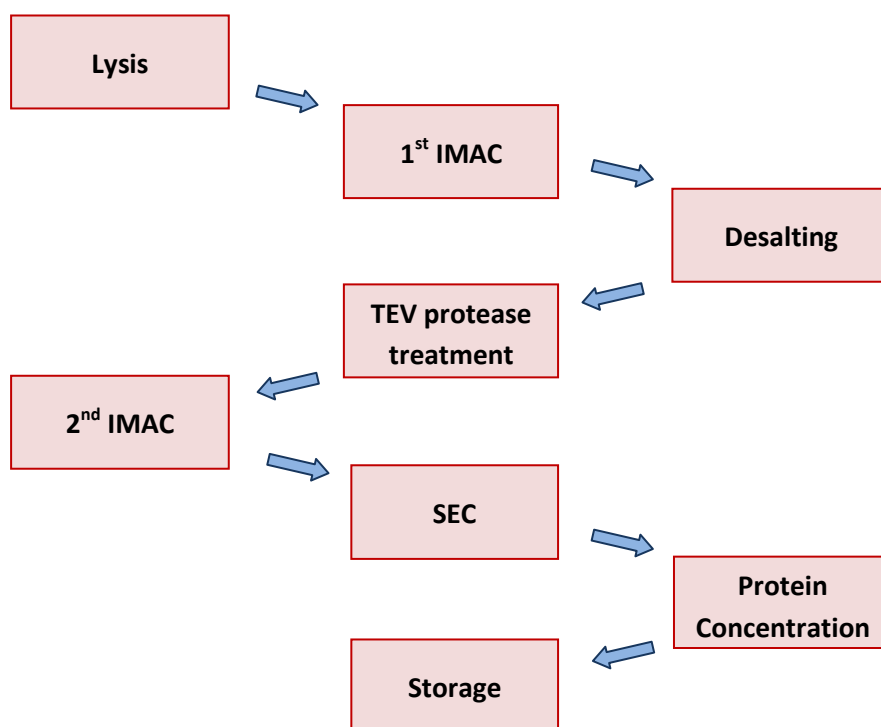 Lysis
1st IMAC
Desalting
TEV protease
treatment
2nd IMAC
SEC
Protein
Concentration
Storage